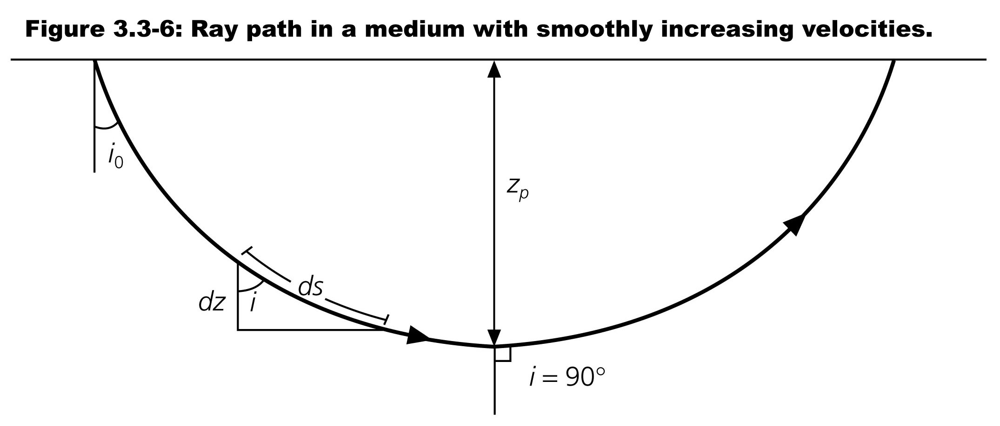 Figure 3.3-6: Ray path in a medium with smoothly increasing velocities.
i₀
zₚ
ds
dz
i
i = 90°